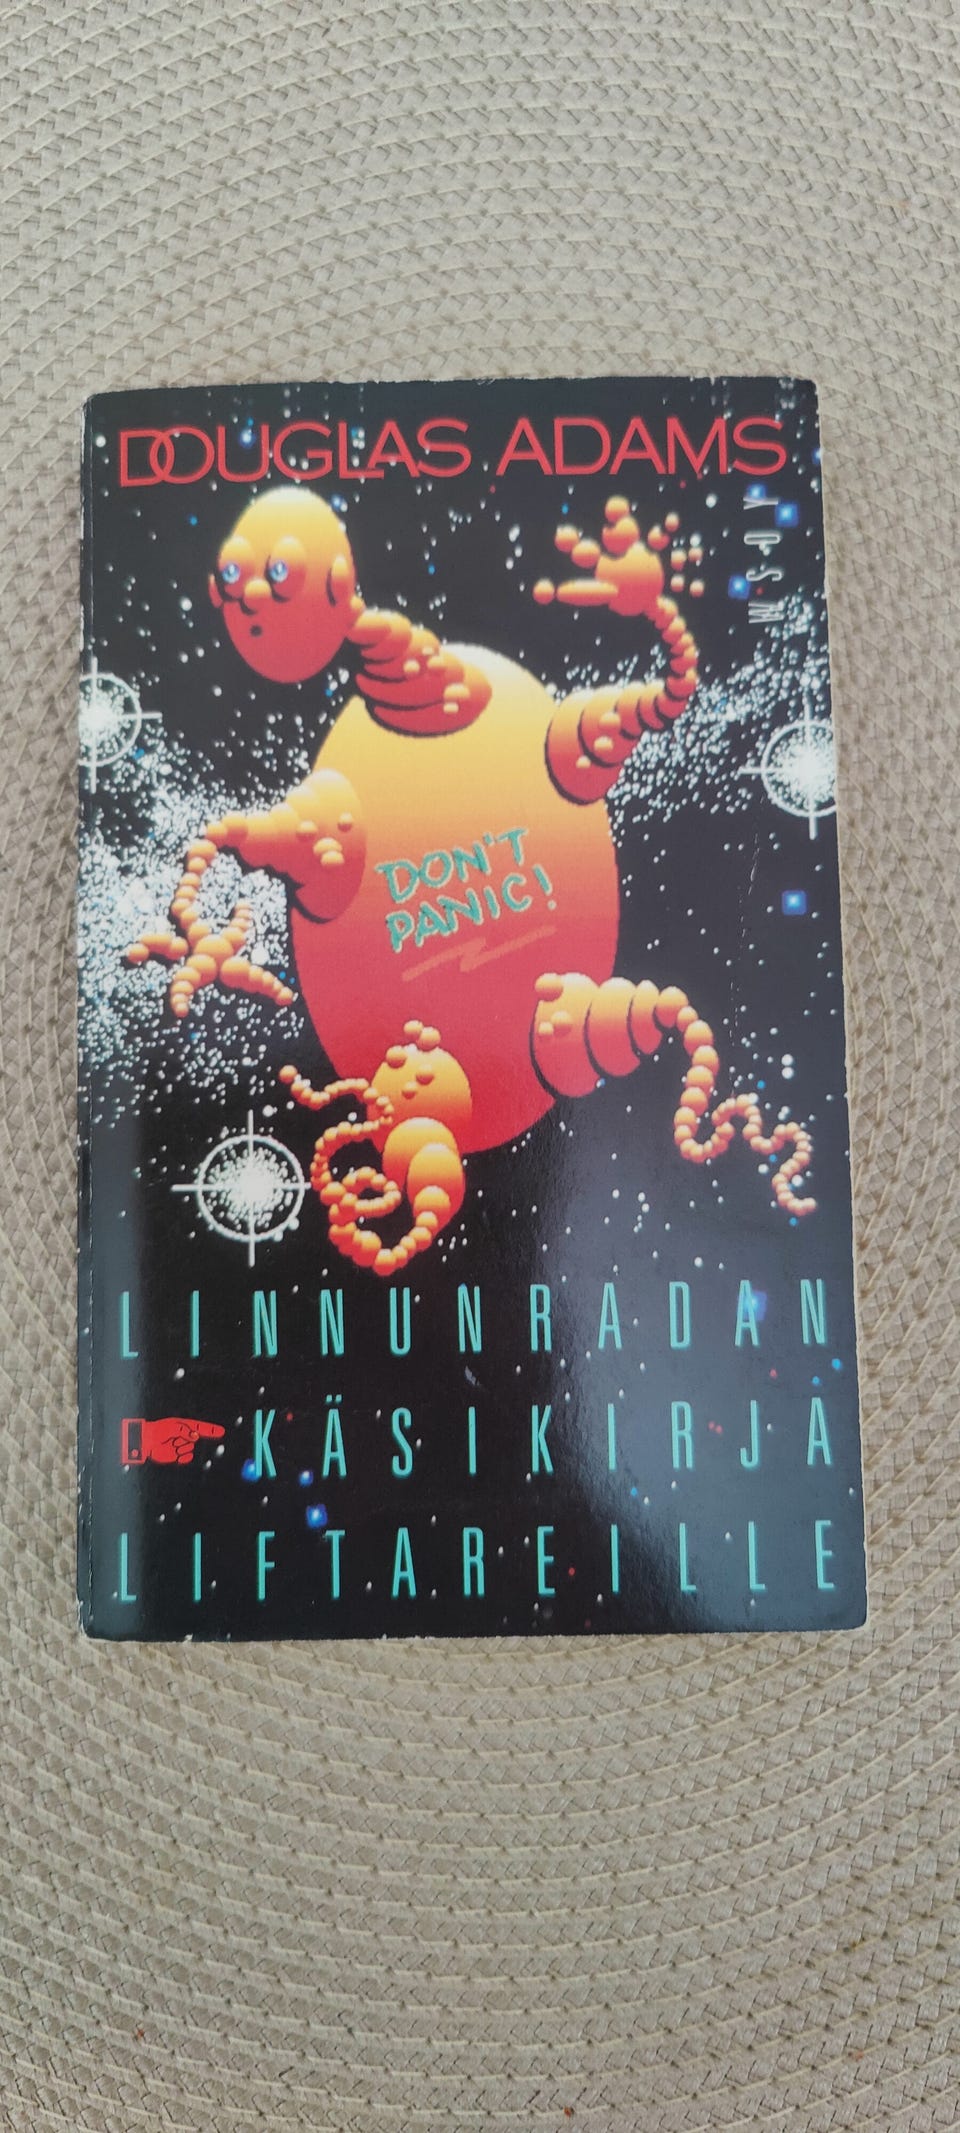 DOUGLAS ADAMS
WSOY
DON'T
PANIC!
LINNUNRADAN
KÄSIKIRJA
LIFTAREILLE